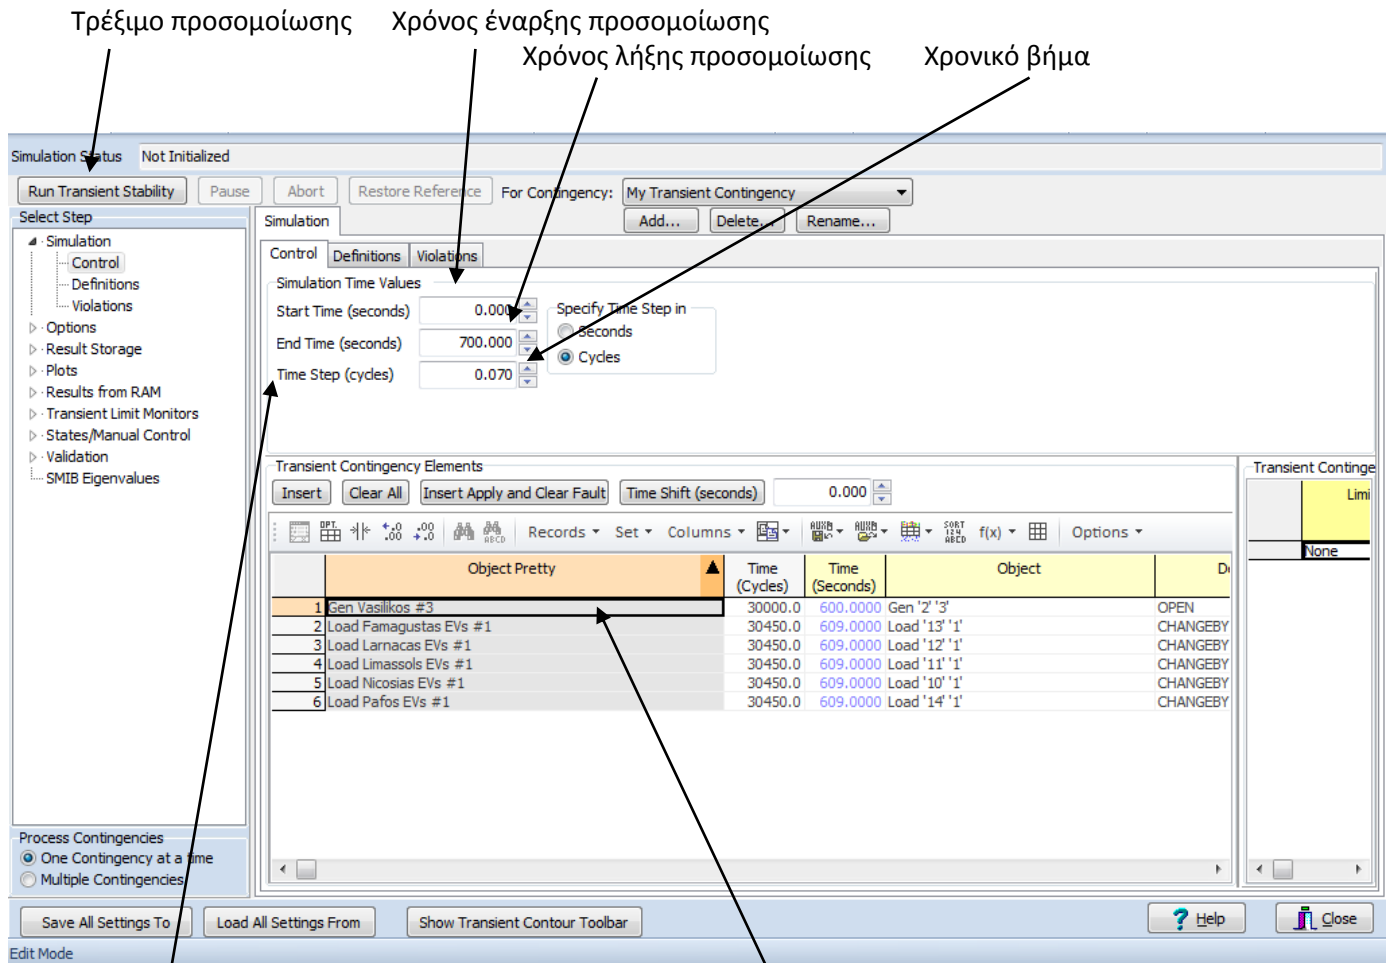 Τρέξιμο προσομοίωσης Χρόνος έναρξης προσομοίωσης
Χρόνος λήξης προσομοίωσης Χρονικό βήμα
Simulation Status Not Initialized
Run Transient Stability Pause Abort Restore Reference For Contingency: My Transient Contingency
Select Step
Simulation
Control
Definitions
Violations
Options
Result Storage
Plots
Results from RAM
Transient Limit Monitors
States/Manual Control
Validation
SMIB Eigenvalues
Add... Delete... Rename...
Simulation
Control Definitions Violations
Simulation Time Values
Start Time (seconds) 0.000
End Time (seconds) 700.000
Time Step (cycles) 0.070
Specify Time Step in
Seconds
Cycles
Transient Contingency Elements
Insert Clear All Insert Apply and Clear Fault Time Shift (seconds) 0.000
Records Set Columns f(x) Options
Object Pretty Time (Cycles) Time (Seconds) Object
1 Gen Vasilikos #3 30000.0 600.0000 Gen '2' '3' OPEN
2 Load Famagustas EVs #1 30450.0 609.0000 Load '13' '1' CHANGEBY
3 Load Larnacas EVs #1 30450.0 609.0000 Load '12' '1' CHANGEBY
4 Load Limassols EVs #1 30450.0 609.0000 Load '11' '1' CHANGEBY
5 Load Nicosias EVs #1 30450.0 609.0000 Load '10' '1' CHANGEBY
6 Load Pafos EVs #1 30450.0 609.0000 Load '14' '1' CHANGEBY
Transient Continge
Limi
None
Process Contingencies
One Contingency at a time
Multiple Contingencies
Save All Settings To Load All Settings From Show Transient Contour Toolbar Help Close
Edit Mode